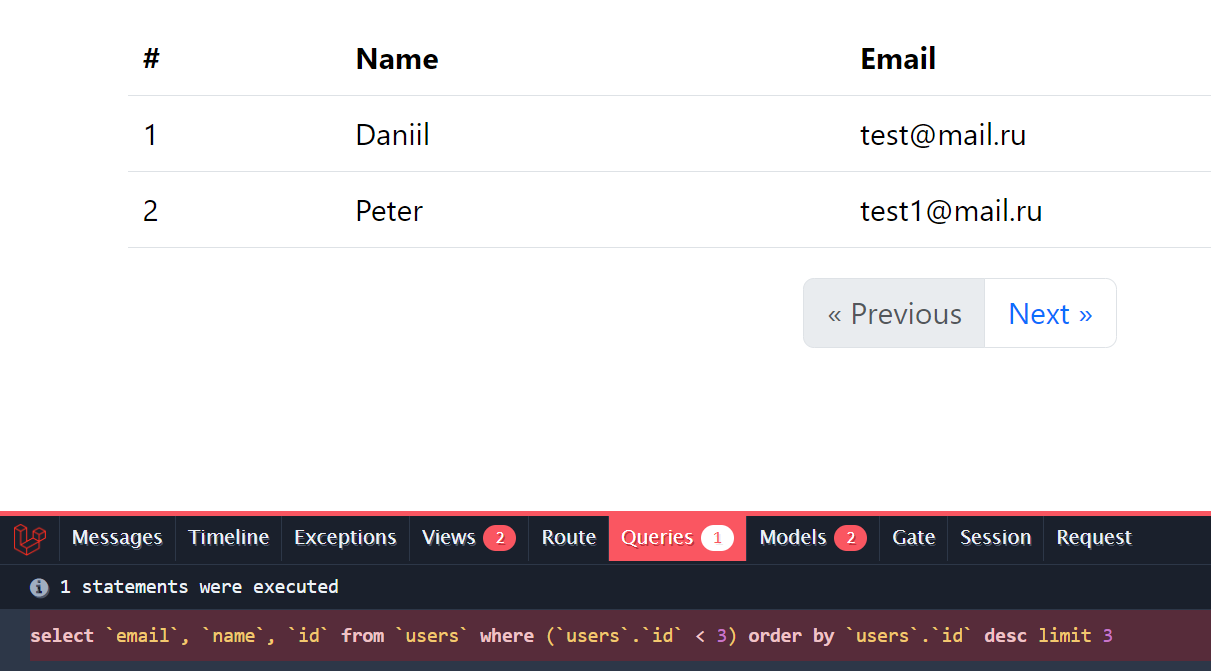 # Name Email
1 Daniil test@mail.ru
2 Peter test1@mail.ru
« Previous Next »
Messages Timeline Exceptions Views 2 Route Queries 1 Models 2 Gate Session Request
1 statements were executed
select `email`, `name`, `id` from `users` where (`users`.`id` < 3) order by `users`.`id` desc limit 3